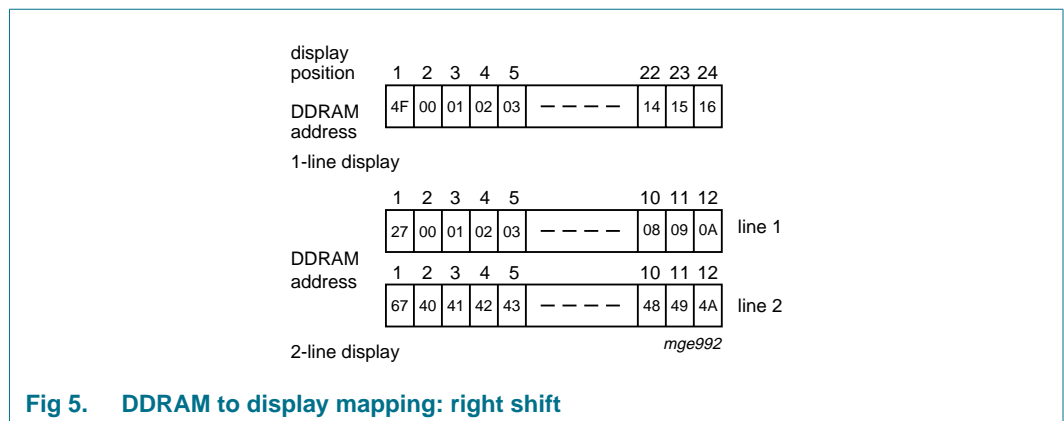 display
position
1 2 3 4 5 22 23 24
DDRAM
address
4F 00 01 02 03 14 15 16
1-line display
1 2 3 4 5 10 11 12
27 00 01 02 03 08 09 0A line 1
DDRAM
address
1 2 3 4 5 10 11 12
67 40 41 42 43 48 49 4A line 2
2-line display
mge992
Fig 5. DDRAM to display mapping: right shift